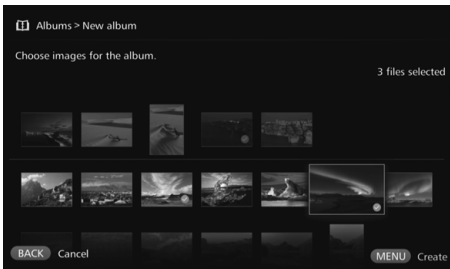 Albums > New album
Choose images for the album.
3 files selected
BACK Cancel
MENU Create